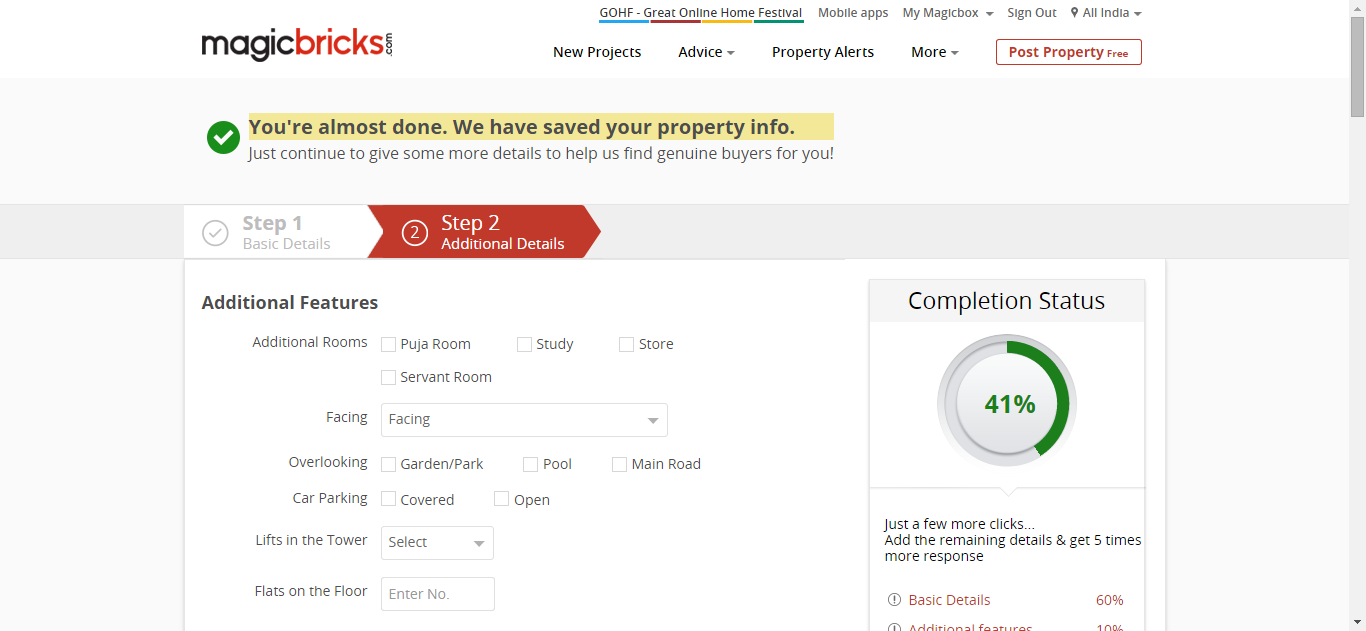 GOHF - Great Online Home Festival Mobile apps My Magicbox Sign Out All India
magicbricks.com
New Projects Advice Property Alerts More Post Property Free
You're almost done. We have saved your property info.
Just continue to give some more details to help us find genuine buyers for you!
Step 1
Basic Details
2 Step 2
Additional Details
Additional Features
Additional Rooms Puja Room Study Store
Servant Room
Facing Facing
Overlooking Garden/Park Pool Main Road
Car Parking Covered Open
Lifts in the Tower Select
Flats on the Floor Enter No.
Completion Status
41%
Just a few more clicks...
Add the remaining details & get 5 times
more response
Basic Details 60%
Additional features 10%